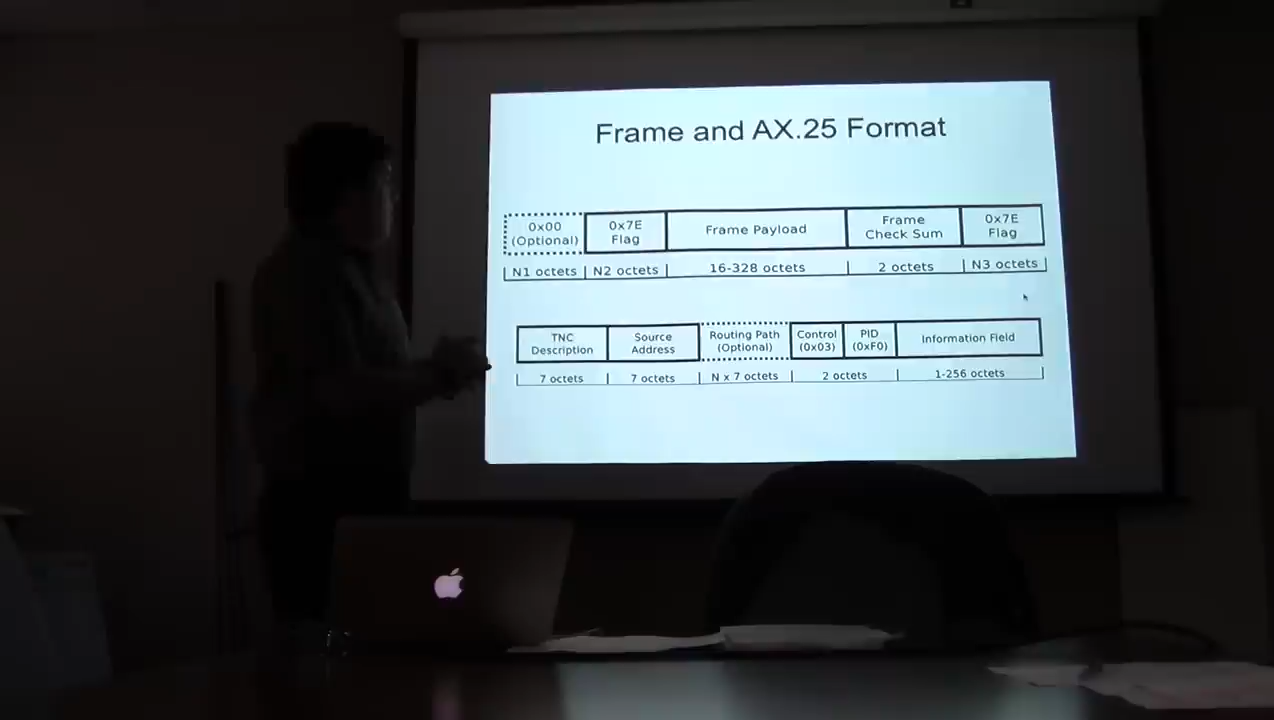 Frame and AX.25 Format
0x00
(Optional)
0x7E
Flag
Frame Payload
Frame
Check Sum
0x7E
Flag
N1 octets
N2 octets
16-328 octets
2 octets
N3 octets
TNC
Description
Source
Address
Routing Path
(Optional)
Control
(0x03)
PID
(0xF0)
Information Field
7 octets
7 octets
N x 7 octets
2 octets
1-256 octets